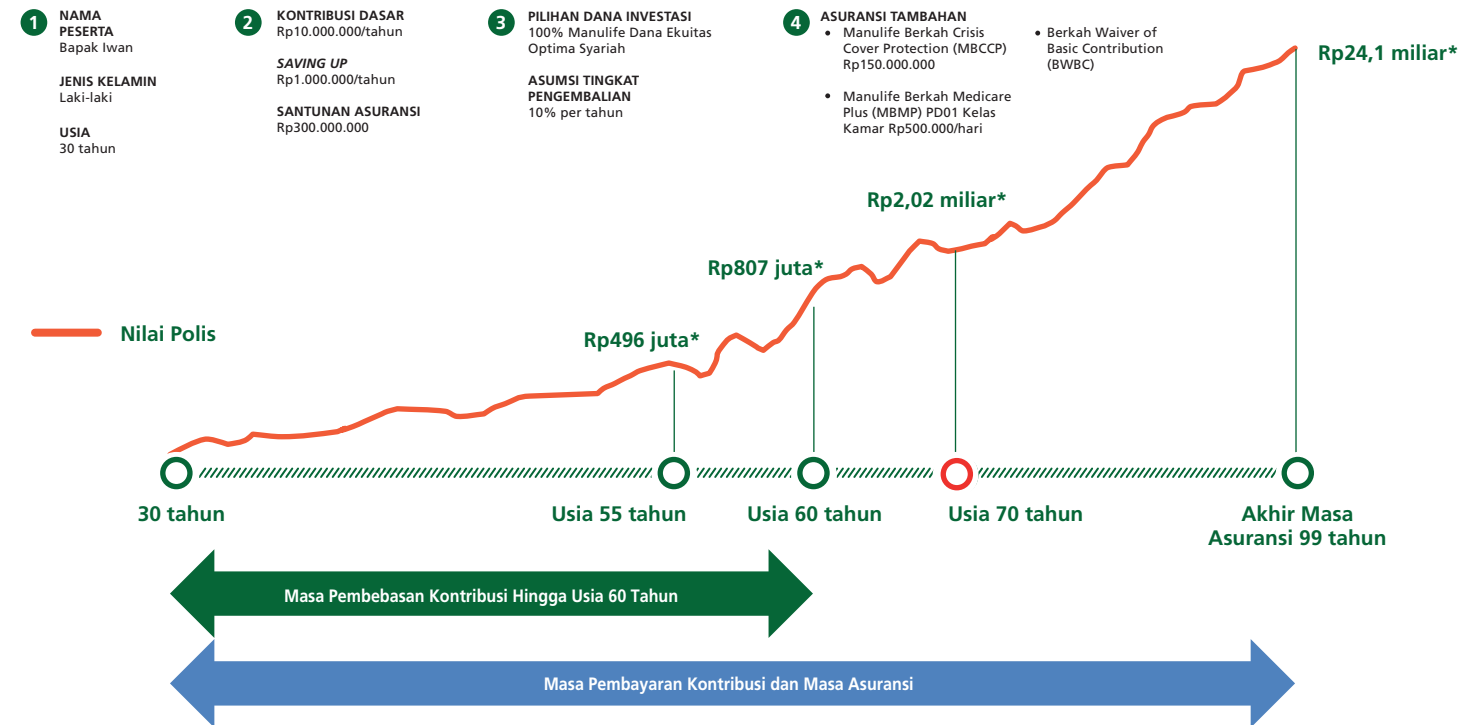 1
NAMA
PESERTA
Bapak Iwan
JENIS KELAMIN
Laki-laki
USIA
30 tahun
2
KONTRIBUSI DASAR
Rp10.000.000/tahun
SAVING UP
Rp1.000.000/tahun
SANTUNAN ASURANSI
Rp300.000.000
3
PILIHAN DANA INVESTASI
100% Manulife Dana Ekuitas
Optima Syariah
ASUMSI TINGKAT
PENGEMBALIAN
10% per tahun
4
ASURANSI TAMBAHAN
• Manulife Berkah Crisis
Cover Protection (MBCCP)
Rp150.000.000
• Manulife Berkah Medicare
Plus (MBMP) PD01 Kelas
Kamar Rp500.000/hari
• Berkah Waiver of
Basic Contribution
(BWBC)
Rp24,1 miliar*
Rp2,02 miliar*
Rp807 juta*
Rp496 juta*
Nilai Polis
30 tahun
Usia 55 tahun
Usia 60 tahun
Usia 70 tahun
Akhir Masa
Asuransi 99 tahun
Masa Pembebasan Kontribusi Hingga Usia 60 Tahun
Masa Pembayaran Kontribusi dan Masa Asuransi